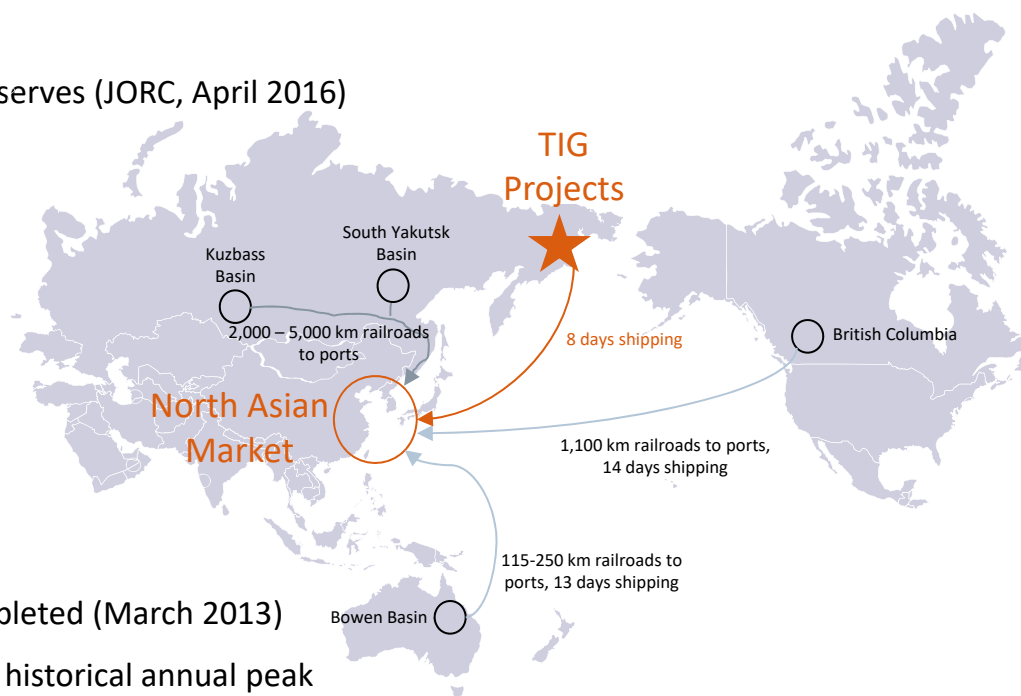 serves (JORC, April 2016)
TIG
Projects
South Yakutsk
Basin
Kuzbass
Basin
2,000 – 5,000 km railroads
to ports
8 days shipping
British Columbia
North Asian
Market
1,100 km railroads to ports,
14 days shipping
115-250 km railroads to
ports, 13 days shipping
Bowen Basin
pleted (March 2013)
historical annual peak